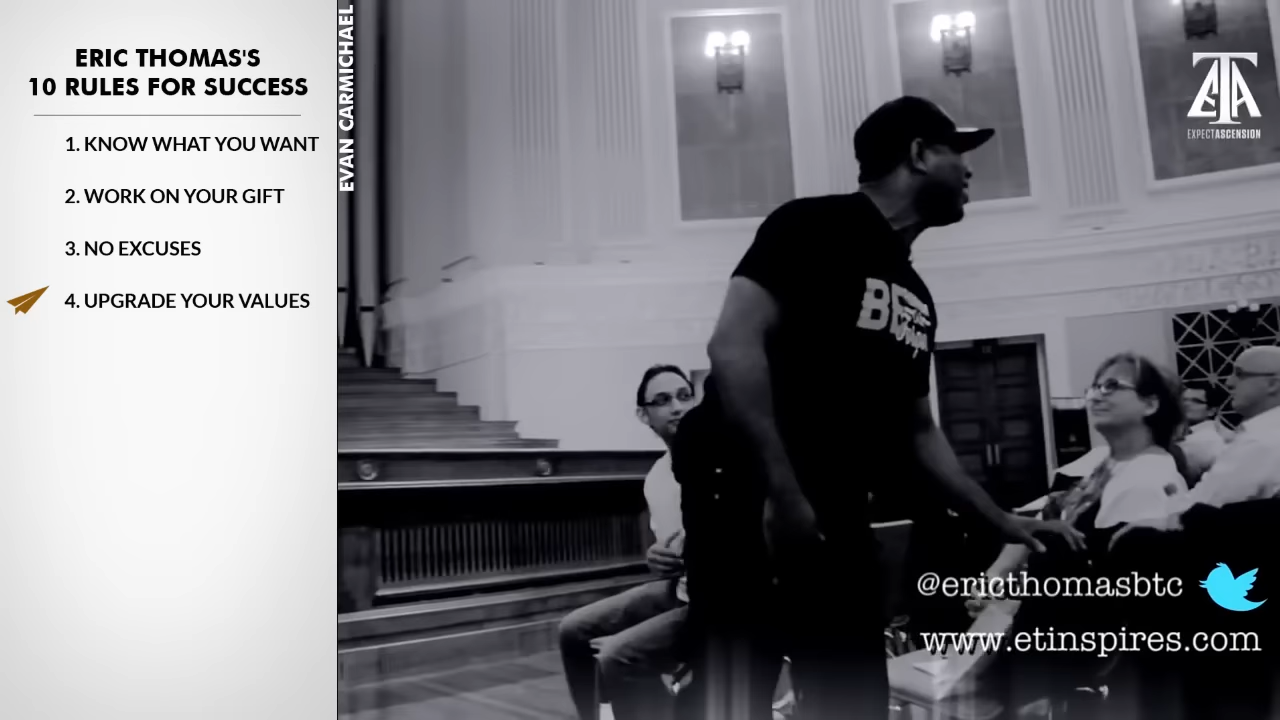 ERIC THOMAS'S
10 RULES FOR SUCCESS
1. KNOW WHAT YOU WANT
2. WORK ON YOUR GIFT
3. NO EXCUSES
4. UPGRADE YOUR VALUES
EVAN CARMICHAEL
ETA
EXPECTASCENSION
@ericthomasbtc
www.etinspires.com